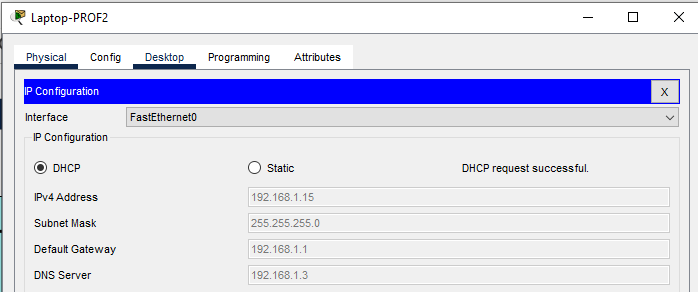 Laptop-PROF2
Physical Config Desktop Programming Attributes
IP Configuration X
Interface FastEthernet0
IP Configuration
DHCP Static DHCP request successful.
IPv4 Address 192.168.1.15
Subnet Mask 255.255.255.0
Default Gateway 192.168.1.1
DNS Server 192.168.1.3